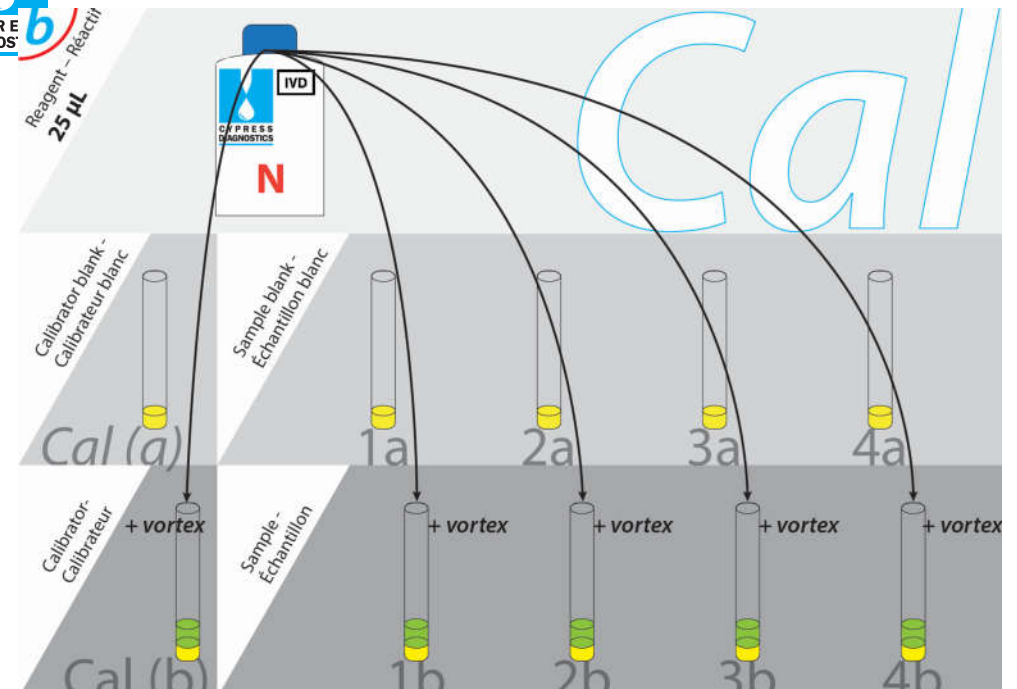 b
Reagent – Réactif
25 µL
IVD
CYPRESS
DIAGNOSTICS
N
Cal
Calibrator blank -
Calibrateur blanc
Sample blank -
Échantillon blanc
Cal (a)
1a
2a
3a
4a
Calibrator-
Calibrateur
+ vortex
Sample -
Échantillon
+ vortex
+ vortex
+ vortex
+ vortex
Cal (b)
1b
2b
3b
4b